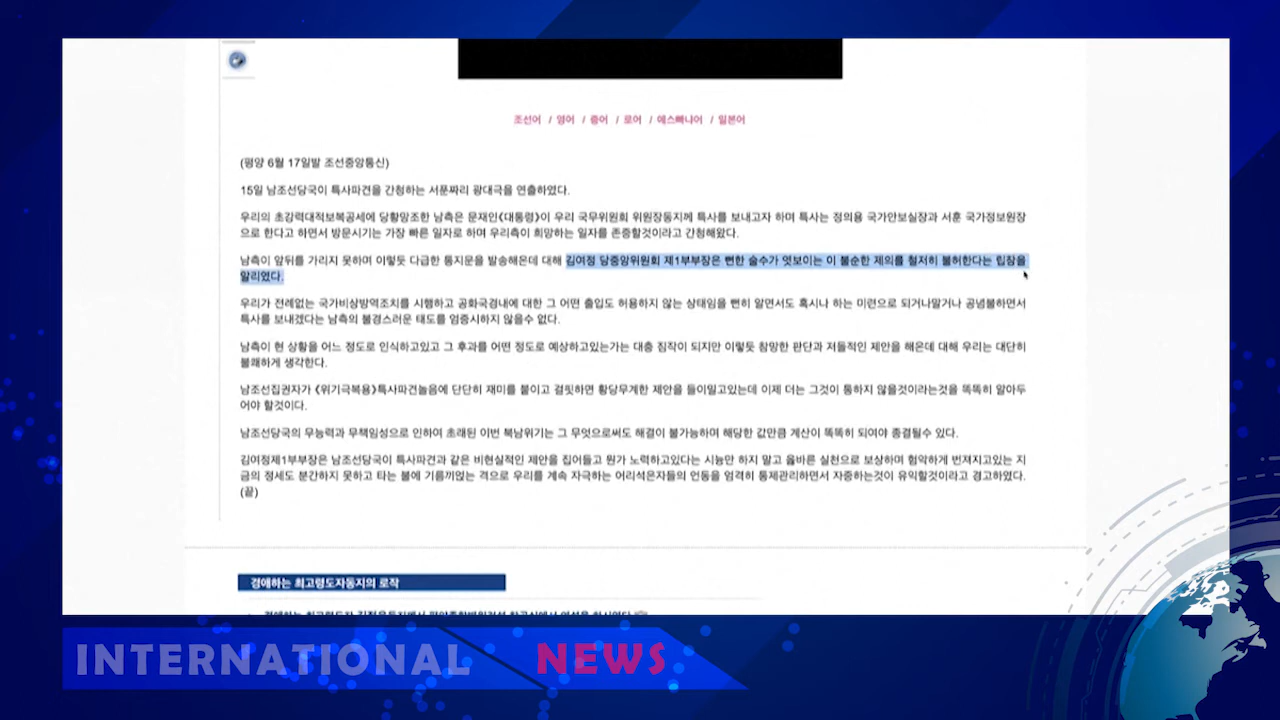 조선어 / 영어 / 중어 / 로어 / 에스빠냐어 / 일본어
(평양 6월 17일발 조선중앙통신)
15일 남조선당국이 특사파견을 간청하는 서푼짜리 광대극을 연출하였다.
우리의 초강력대적보복공세에 당황망조한 남측은 문재인《대통령》이 우리 국무위원회 위원장동지께 특사를 보내고자 하며 특사는 정의용 국가안보실장과 서훈 국가정보원장
으로 한다고 하면서 방문시기는 가장 빠른 일자로 하며 우리측이 희망하는 일자를 존중할것이라고 간청해왔다.
남측이 앞뒤를 가리지 못하며 이렇듯 다급한 통지문을 발송해온데 대해 김여정 당중앙위원회 제1부부장은 뻔한 술수가 엿보이는 이 불순한 제의를 철저히 불허한다는 립장을
알리였다.
우리가 전례없는 국가비상방역조치를 시행하고 공화국경내에 대한 그 어떤 출입도 허용하지 않는 상태임을 뻔히 알면서도 혹시나 하는 미련으로 되거나말거나 공념불하면서
특사를 보내겠다는 남측의 불경스러운 태도를 엄중시하지 않을수 없다.
남측이 현 상황을 어느 정도로 인식하고있고 그 후과를 어떤 정도로 예상하고있는가는 대충 짐작이 되지만 이렇듯 참망한 판단과 저돌적인 제안을 해온데 대해 우리는 대단히
불쾌하게 생각한다.
남조선집권자가 《위기극복용》특사파견놀음에 단단히 재미를 붙이고 걸핏하면 황당무계한 제안을 들이밀고있는데 이제 더는 그것이 통하지 않을것이라는것을 똑똑히 알아두
어야 할것이다.
남조선당국의 무능력과 무책임성으로 인하여 초래된 이번 북남위기는 그 무엇으로써도 해결이 불가능하며 해당한 값만큼 계산이 똑똑히 되여야 종결될수 있다.
김여정제1부부장은 남조선당국이 특사파견과 같은 비현실적인 제안을 집어들고 뭔가 노력하고있다는 시늉만 하지 말고 옳바른 실천으로 보상하며 험악하게 번져지고있는 지
금의 정세도 분간하지 못하고 타는 불에 기름끼얹는 격으로 우리를 계속 자극하는 어리석은자들의 언동을 엄격히 통제관리하면서 자중하는것이 유익할것이라고 경고하였다.
(끝)
경애하는 최고령도자동지의 로작
INTERNATIONAL NEWS